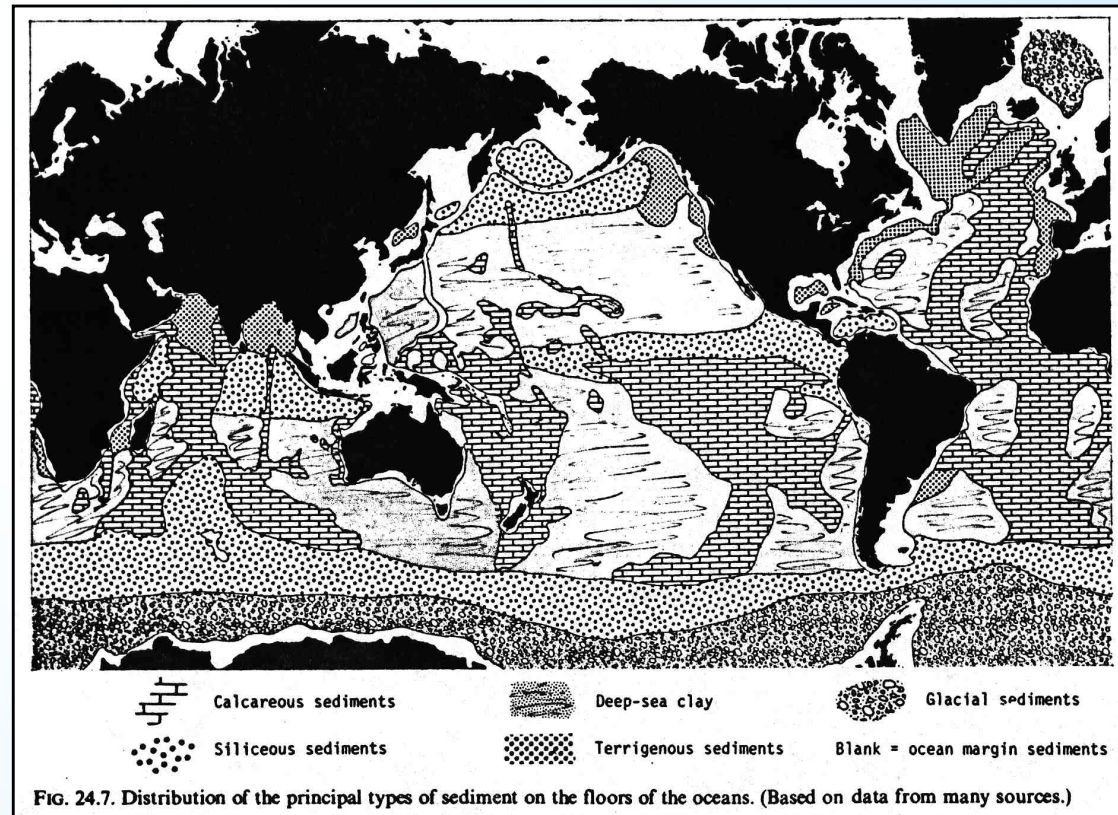 Calcareous sediments
Deep-sea clay
Glacial sediments
Siliceous sediments
Terrigenous sediments
Blank = ocean margin sediments
FIG. 24.7. Distribution of the principal types of sediment on the floors of the oceans. (Based on data from many sources.)